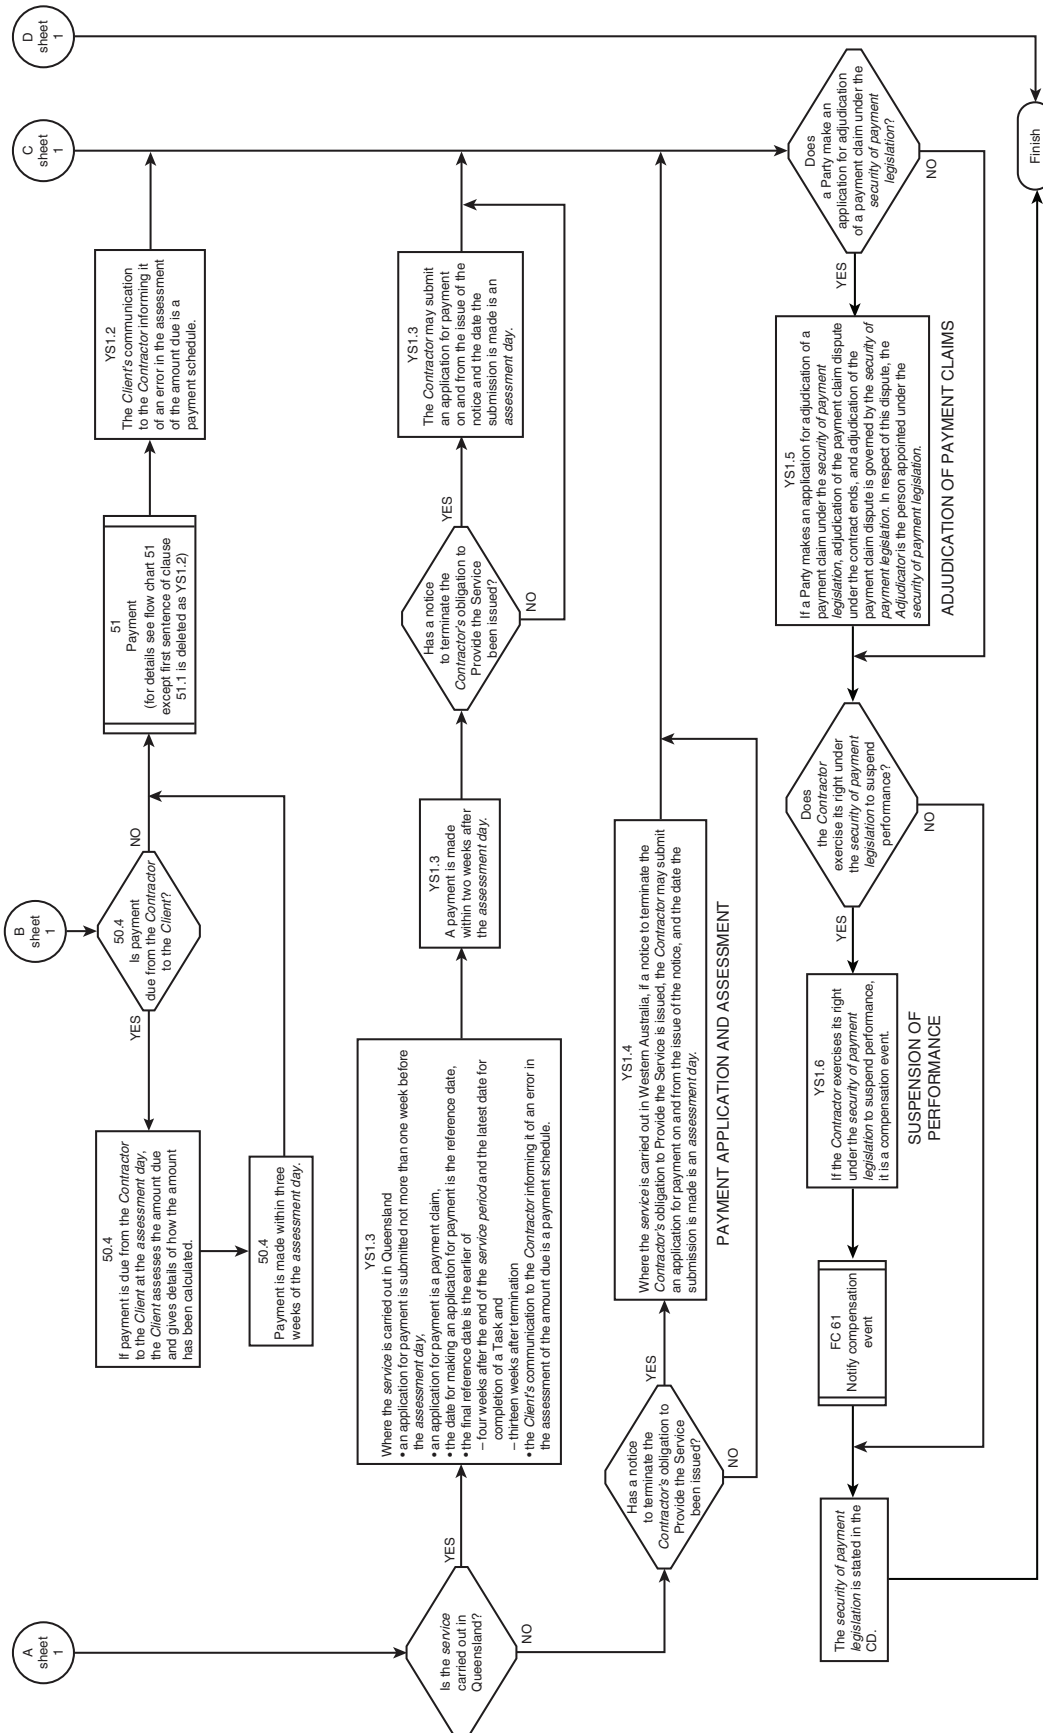 A
sheet
1
B
sheet
1
C
sheet
1
D
sheet
1
50.4
Is payment
due from the Contractor
to the Client?
YES
NO
50.4
If payment is due from the Contractor
to the Client at the assessment day,
the Client assesses the amount due
and gives details of how the amount
has been calculated.
50.4
Payment is made within three
weeks of the assessment day.
51
Payment
(for details see flow chart 51
except first sentence of clause
51.1 is deleted as YS1.2)
YS1.2
The Client's communication
to the Contractor informing it
of an error in the assessment
of the amount due is a
payment schedule.
Is the service
carried out in
Queensland?
YES
NO
YS1.3
Where the service is carried out in Queensland
• an application for payment is submitted not more than one week before
the assessment day,
• an application for payment is a payment claim,
• the date for making an application for payment is the reference date,
• the final reference date is the earlier of
– four weeks after the end of the service period and the latest date for
completion of a Task and
– thirteen weeks after termination
• the Client's communication to the Contractor informing it of an error in
the assessment of the amount due is a payment schedule.
YS1.3
A payment is made
within two weeks after
the assessment day.
Has a notice
to terminate the
Contractor's obligation to
Provide the Service
been issued?
YES
NO
YS1.3
The Contractor may submit
an application for payment
on and from the issue of the
notice and the date the
submission is made is an
assessment day.
Has a notice
to terminate the
Contractor's obligation to
Provide the Service
been issued?
YES
NO
YS1.4
Where the service is carried out in Western Australia, if a notice to terminate the
Contractor's obligation to Provide the Service is issued, the Contractor may submit
an application for payment on and from the issue of the notice, and the date the
submission is made is an assessment day.
PAYMENT APPLICATION AND ASSESSMENT
Does
a Party make an
application for adjudication
of a payment claim under the
security of payment
legislation?
YES
NO
YS1.5
If a Party makes an application for adjudication of a
payment claim under the security of payment
legislation, adjudication of the payment claim dispute
under the contract ends, and adjudication of the
payment claim dispute is governed by the security of
payment legislation. In respect of this dispute, the
Adjudicator is the person appointed under the
security of payment legislation.
ADJUDICATION OF PAYMENT CLAIMS
Does
the Contractor
exercise its right under
the security of payment
legislation to suspend
performance?
YES
NO
YS1.6
If the Contractor exercises its right
under the security of payment
legislation to suspend performance,
it is a compensation event.
SUSPENSION OF
PERFORMANCE
FC 61
Notify compensation
event
The security of payment
legislation is stated in the
CD.
Finish